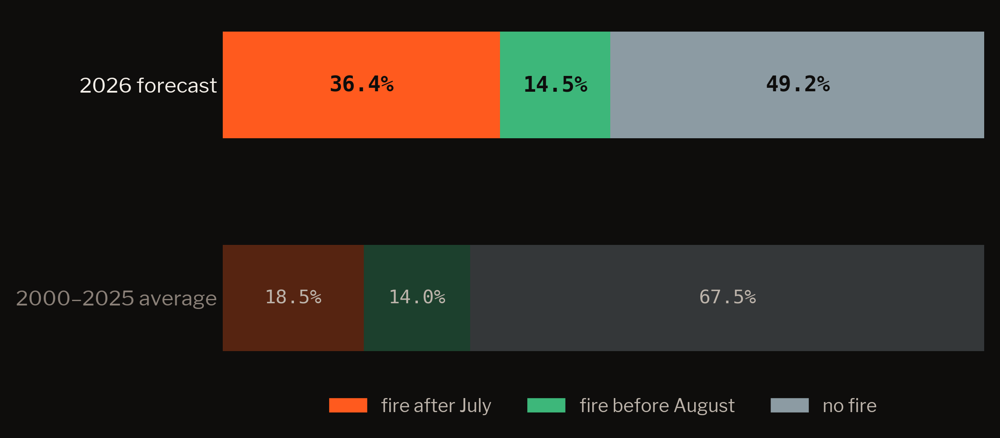 2026 forecast 36.4% 14.5% 49.2%
2000–2025 average 18.5% 14.0% 67.5%
fire after July fire before August no fire